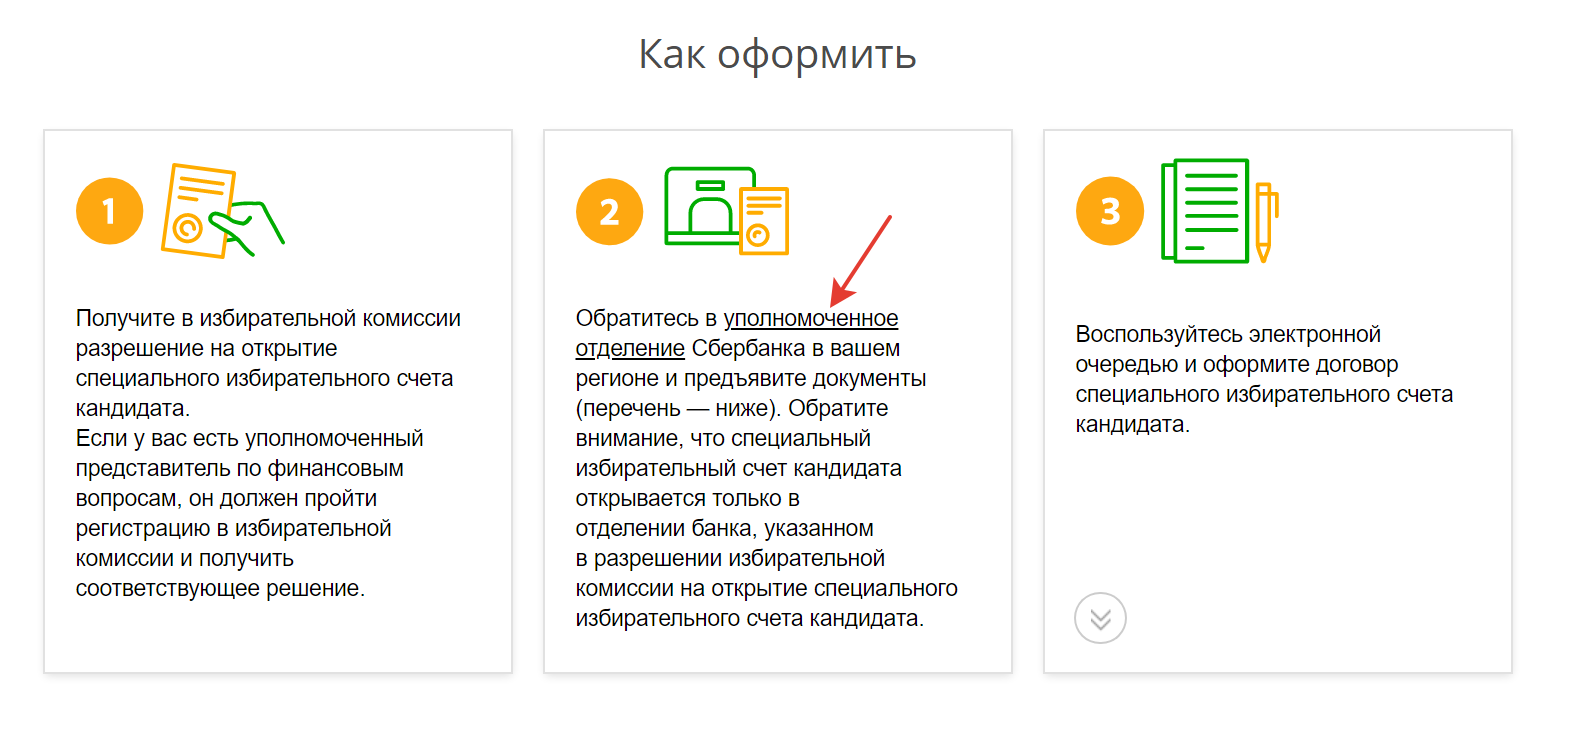 Как оформить
1
Получите в избирательной комиссии
разрешение на открытие
специального избирательного счета
кандидата.
Если у вас есть уполномоченный
представитель по финансовым
вопросам, он должен пройти
регистрацию в избирательной
комиссии и получить
соответствующее решение.
2
Обратитесь в уполномоченное
отделение Сбербанка в вашем
регионе и предъявите документы
(перечень — ниже). Обратите
внимание, что специальный
избирательный счет кандидата
открывается только в
отделении банка, указанном
в разрешении избирательной
комиссии на открытие специального
избирательного счета кандидата.
3
Воспользуйтесь электронной
очередью и оформите договор
специального избирательного счета
кандидата.